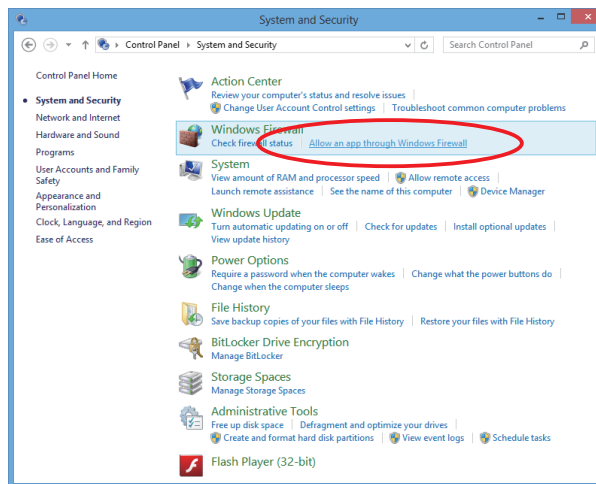 System and Security
Control Panel System and Security
Search Control Panel
Control Panel Home
System and Security
Network and Internet
Hardware and Sound
Programs
User Accounts and Family
Safety
Appearance and
Personalization
Clock, Language, and Region
Ease of Access
Action Center
Review your computer's status and resolve issues
Change User Account Control settings Troubleshoot common computer problems
Windows Firewall
Check firewall status Allow an app through Windows Firewall
System
View amount of RAM and processor speed Allow remote access
Launch remote assistance See the name of this computer Device Manager
Windows Update
Turn automatic updating on or off Check for updates Install optional updates
View update history
Power Options
Require a password when the computer wakes Change what the power buttons do
Change when the computer sleeps
File History
Save backup copies of your files with File History Restore your files with File History
BitLocker Drive Encryption
Manage BitLocker
Storage Spaces
Manage Storage Spaces
Administrative Tools
Free up disk space Defragment and optimize your drives
Create and format hard disk partitions View event logs Schedule tasks
Flash Player (32-bit)